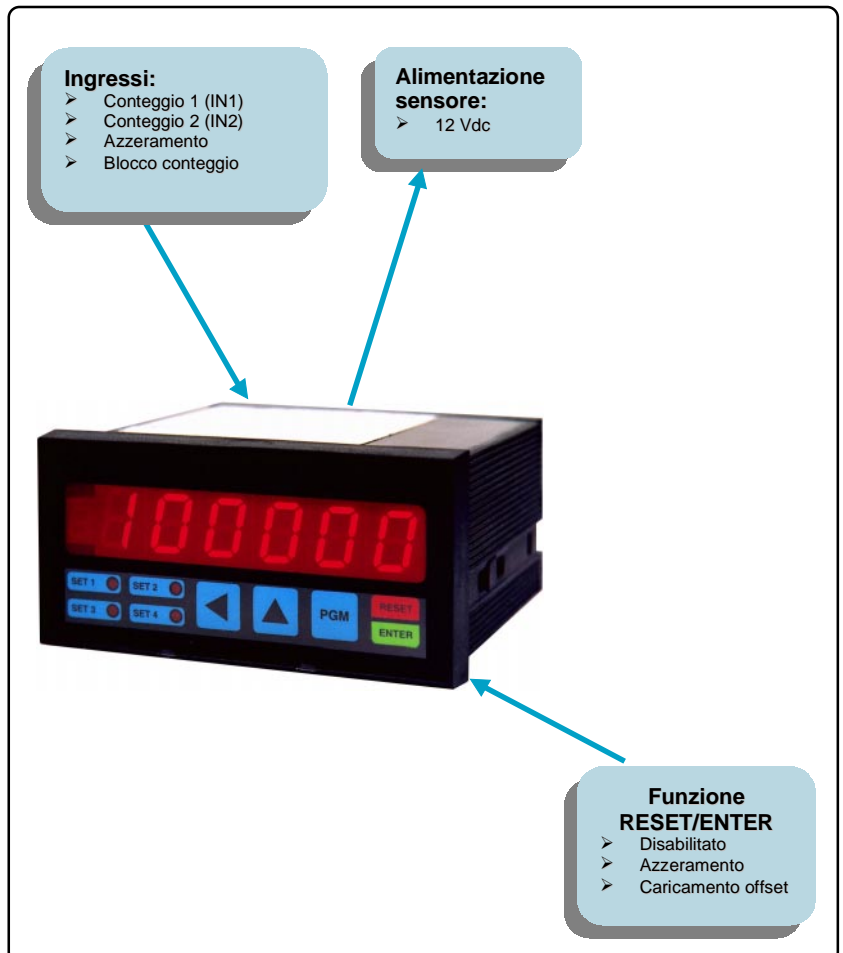 Ingressi:
➢ Conteggio 1 (IN1)
➢ Conteggio 2 (IN2)
➢ Azzeramento
➢ Blocco conteggio
Alimentazione
sensore:
➢ 12 Vdc
100000
SET 1
SET 2
SET 3
SET 4
PGM
RESET
ENTER
Funzione
RESET/ENTER
➢ Disabilitato
➢ Azzeramento
➢ Caricamento offset